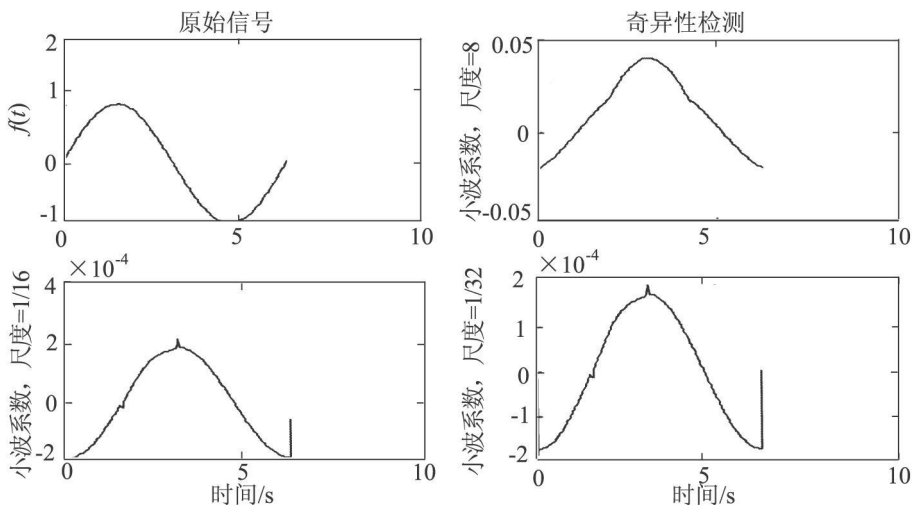 原始信号
2
1
0
-1
f(t)
0 5 10
奇异性检测
0.05
0
-0.05
小波系数，尺度=8
0 5 10
×10-4
4
2
0
-2
小波系数，尺度=1/16
0 5 10
时间/s
×10-4
2
1
0
-1
-2
小波系数，尺度=1/32
0 5 10
时间/s